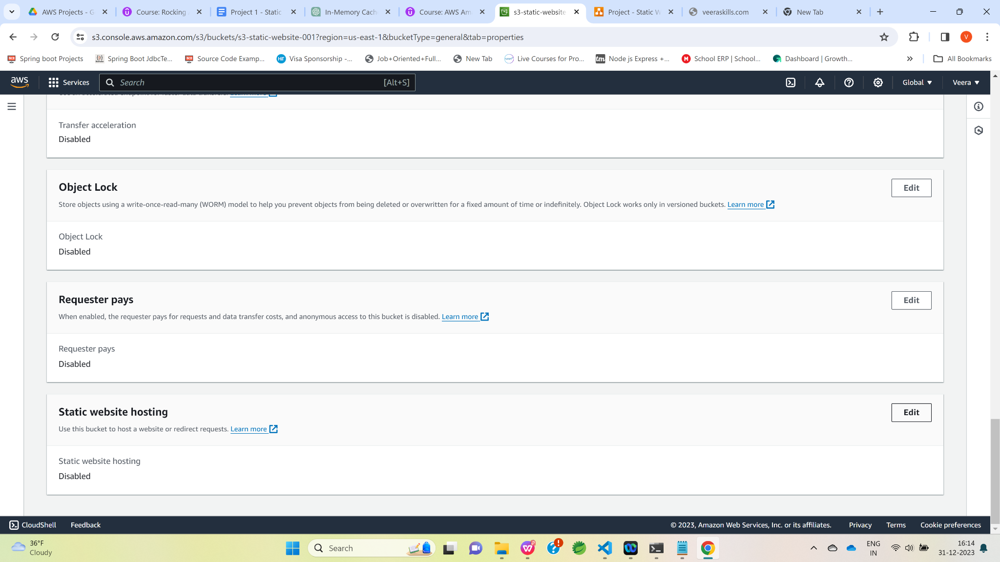 AWS Projects - G
Course: Rocking
Project 1 - Static
In-Memory Cach
Course: AWS Am
s3-static-website
Project - Static W
veeraskills.com
New Tab
s3.console.aws.amazon.com/s3/buckets/s3-static-website-001?region=us-east-1&bucketType=general&tab=properties
V
Spring boot Projects
Spring Boot JdbcTe...
Source Code Examp...
Visa Sponsorship -...
Job+Oriented+Full...
New Tab
Live Courses for Pro...
Node js Express +...
School ERP | School...
Dashboard | Growth...
All Bookmarks
aws
Services
Search
[Alt+S]
Global
Veera
Use an accelerated endpoint for faster data transfers. Learn more
Transfer acceleration
Disabled
Object Lock
Edit
Store objects using a write-once-read-many (WORM) model to help you prevent objects from being deleted or overwritten for a fixed amount of time or indefinitely. Object Lock works only in versioned buckets. Learn more
Object Lock
Disabled
Requester pays
Edit
When enabled, the requester pays for requests and data transfer costs, and anonymous access to this bucket is disabled. Learn more
Requester pays
Disabled
Static website hosting
Edit
Use this bucket to host a website or redirect requests. Learn more
Static website hosting
Disabled
CloudShell
Feedback
© 2023, Amazon Web Services, Inc. or its affiliates.
Privacy
Terms
Cookie preferences
36°F
Cloudy
Search
ENG
IN
16:14
31-12-2023